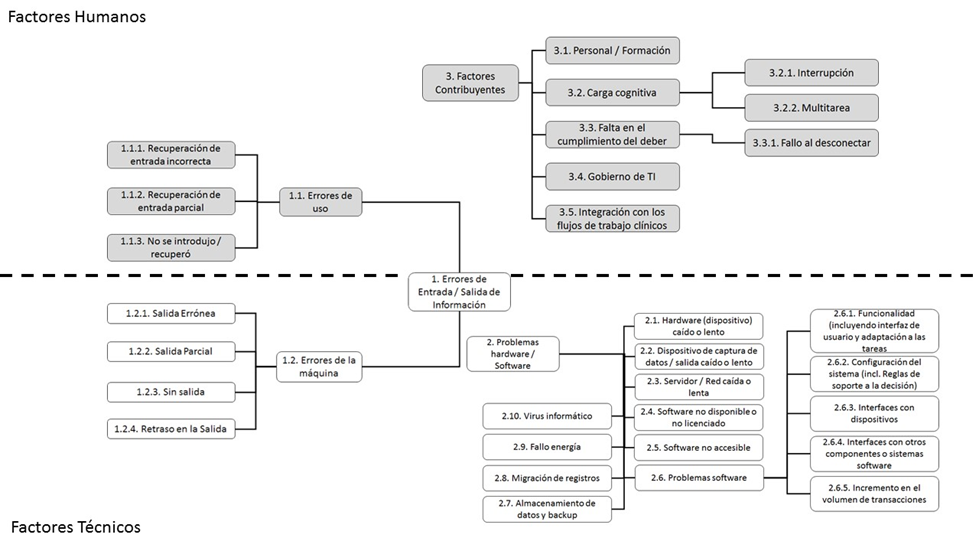 Factores Humanos
3. Factores
Contribuyentes
3.1. Personal / Formación
3.2. Carga cognitiva
3.2.1. Interrupción
3.2.2. Multitarea
3.3. Falta en el
cumplimiento del deber
3.3.1. Fallo al desconectar
3.4. Gobierno de TI
3.5. Integración con los
flujos de trabajo clínicos
1.1.1. Recuperación de
entrada incorrecta
1.1.2. Recuperación de
entrada parcial
1.1.3. No se introdujo /
recuperó
1.1. Errores de
uso
1. Errores de
Entrada / Salida de
Información
1.2.1. Salida Errónea
1.2.2. Salida Parcial
1.2.3. Sin salida
1.2.4. Retraso en la Salida
1.2. Errores de la
máquina
2. Problemas
hardware /
Software
2.1. Hardware (dispositivo)
caído o lento
2.2. Dispositivo de captura de
datos / salida caído o lento
2.3. Servidor / Red caída o
lenta
2.4. Software no disponible o
no licenciado
2.5. Software no accesible
2.6. Problemas software
2.10. Virus informático
2.9. Fallo energía
2.8. Migración de registros
2.7. Almacenamiento de
datos y backup
2.6.1. Funcionalidad
(incluyendo interfaz de
usuario y adaptación a las
tareas
2.6.2. Configuración del
sistema (incl. Reglas de
soporte a la decisión)
2.6.3. Interfaces con
dispositivos
2.6.4. Interfaces con otros
componentes o sistemas
software
2.6.5. Incremento en el
volumen de transacciones
Factores Técnicos